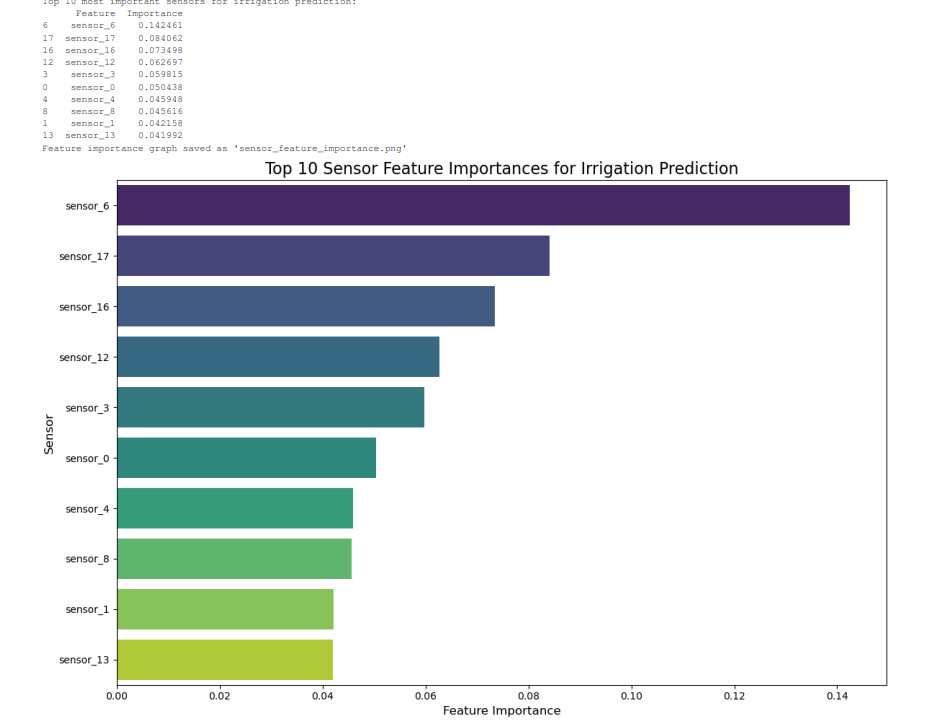 Top 10 most important sensors for irrigation prediction:
Feature Importance
6 sensor_6 0.142461
17 sensor_17 0.084062
16 sensor_16 0.073498
12 sensor_12 0.062697
3 sensor_3 0.059815
0 sensor_0 0.050438
4 sensor_4 0.045948
8 sensor_8 0.045616
1 sensor_1 0.042158
13 sensor_13 0.041992
Feature importance graph saved as 'sensor_feature_importance.png'
Top 10 Sensor Feature Importances for Irrigation Prediction
sensor_6
sensor_17
sensor_16
sensor_12
sensor_3
Sensor
sensor_0
sensor_4
sensor_8
sensor_1
sensor_13
0.00 0.02 0.04 0.06 0.08 0.10 0.12 0.14
Feature Importance